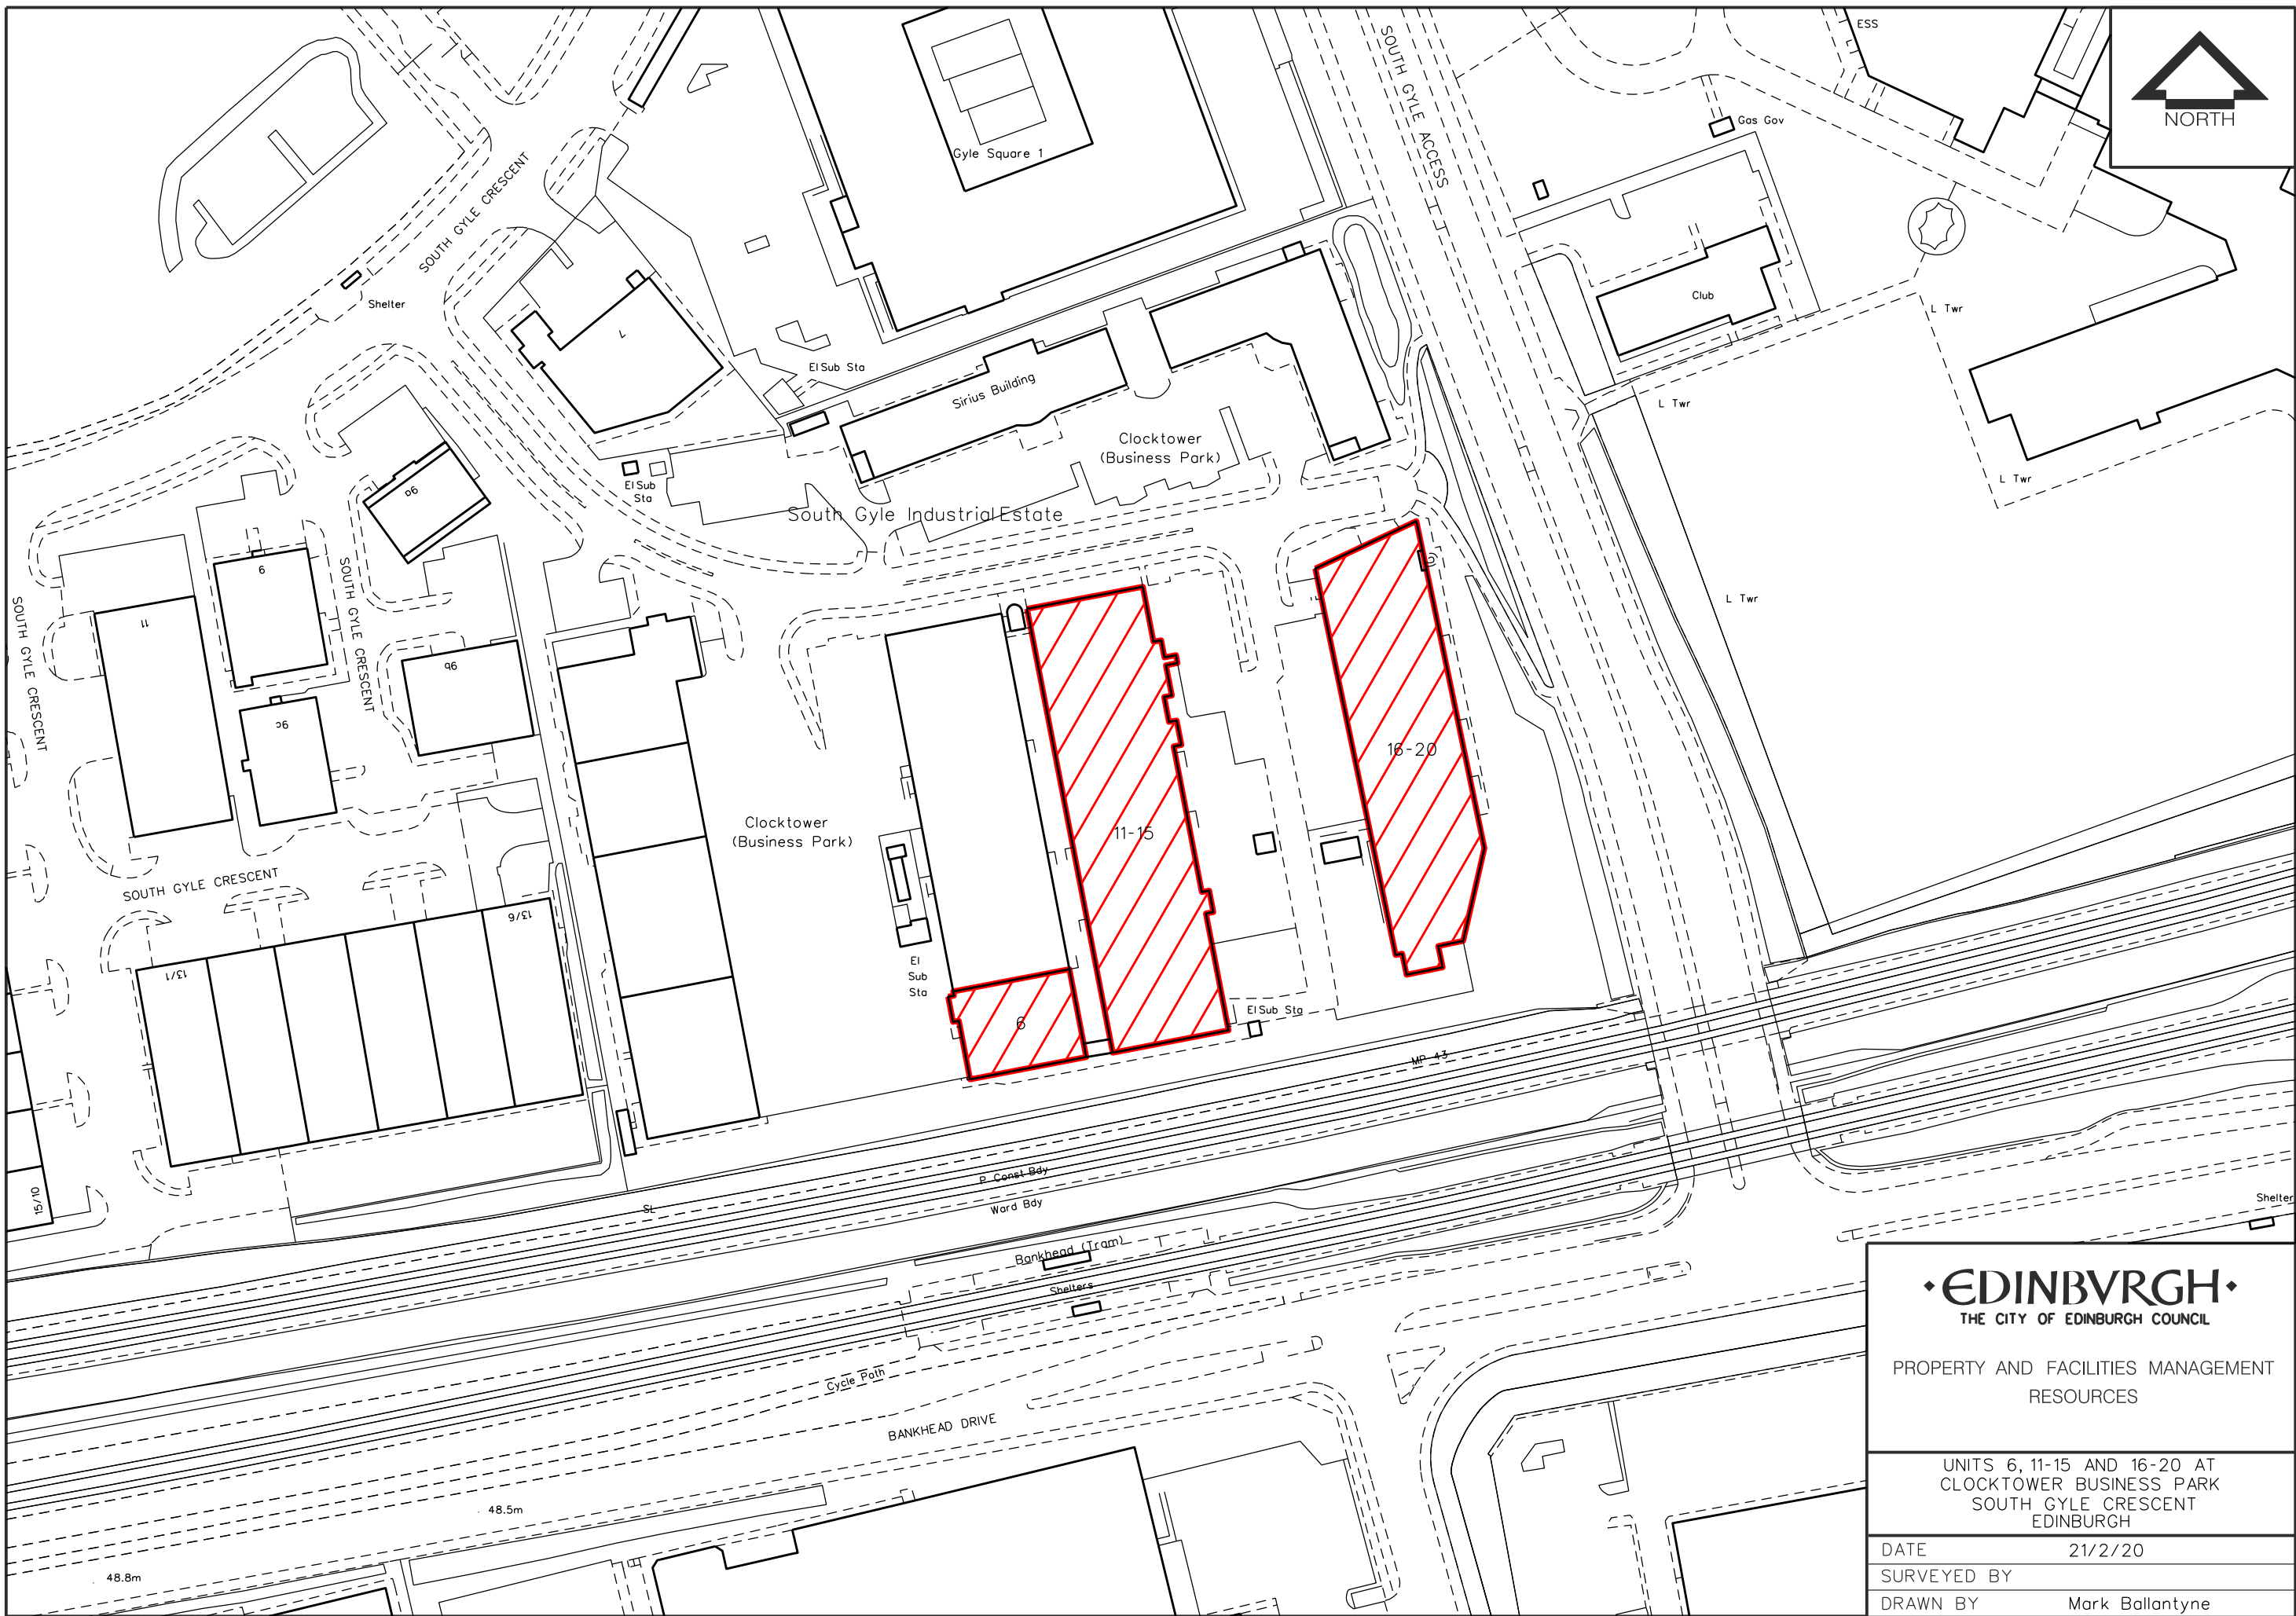 ESS
SOUTH GYLE ACCESS
NORTH
Gas Gov
Gyle Square 1
SOUTH GYLE CRESCENT
Shelter
Club
L Twr
7
El Sub Sta
L Twr
Sirius Building
Clocktower
(Business Park)
9a
El Sub
Sta
L Twr
South Gyle Industrial Estate
6
SOUTH GYLE CRESCENT
L Twr
11
SOUTH GYLE CRESCENT
9b
9c
16-20
Clocktower
(Business Park)
11-15
SOUTH GYLE CRESCENT
13/6
13/1
El
Sub
Sta
6
El Sub Sta
MP 43
P Const Bdy
Ward Bdy
SL
15/10
Shelter
Bankhead (Tram)
Shelters
Cycle Path
BANKHEAD DRIVE
48.5m
48.8m
·EDINBVRGH·
THE CITY OF EDINBURGH COUNCIL
PROPERTY AND FACILITIES MANAGEMENT
RESOURCES
UNITS 6, 11-15 AND 16-20 AT
CLOCKTOWER BUSINESS PARK
SOUTH GYLE CRESCENT
EDINBURGH
DATE 21/2/20
SURVEYED BY
DRAWN BY Mark Ballantyne